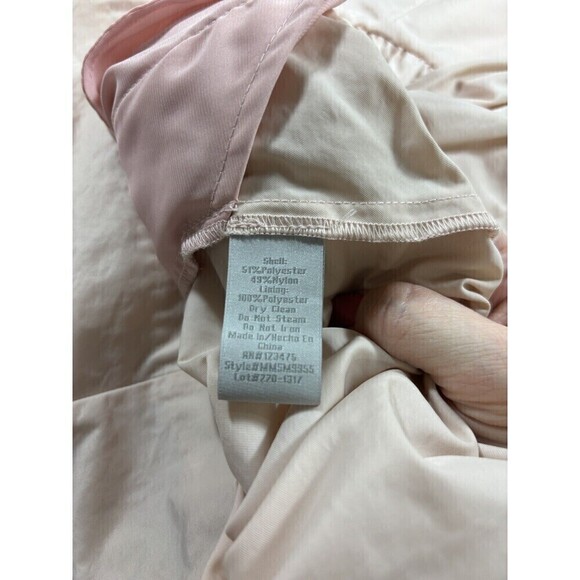 Shell:
51%Polyester
49%Nylon
Lining:
100%Polyester
Dry Clean
Do Not Steam
Do Not Iron
Made In/Hecho En
China
RN#123475
Style#MMSM9355
Lot#770-1317